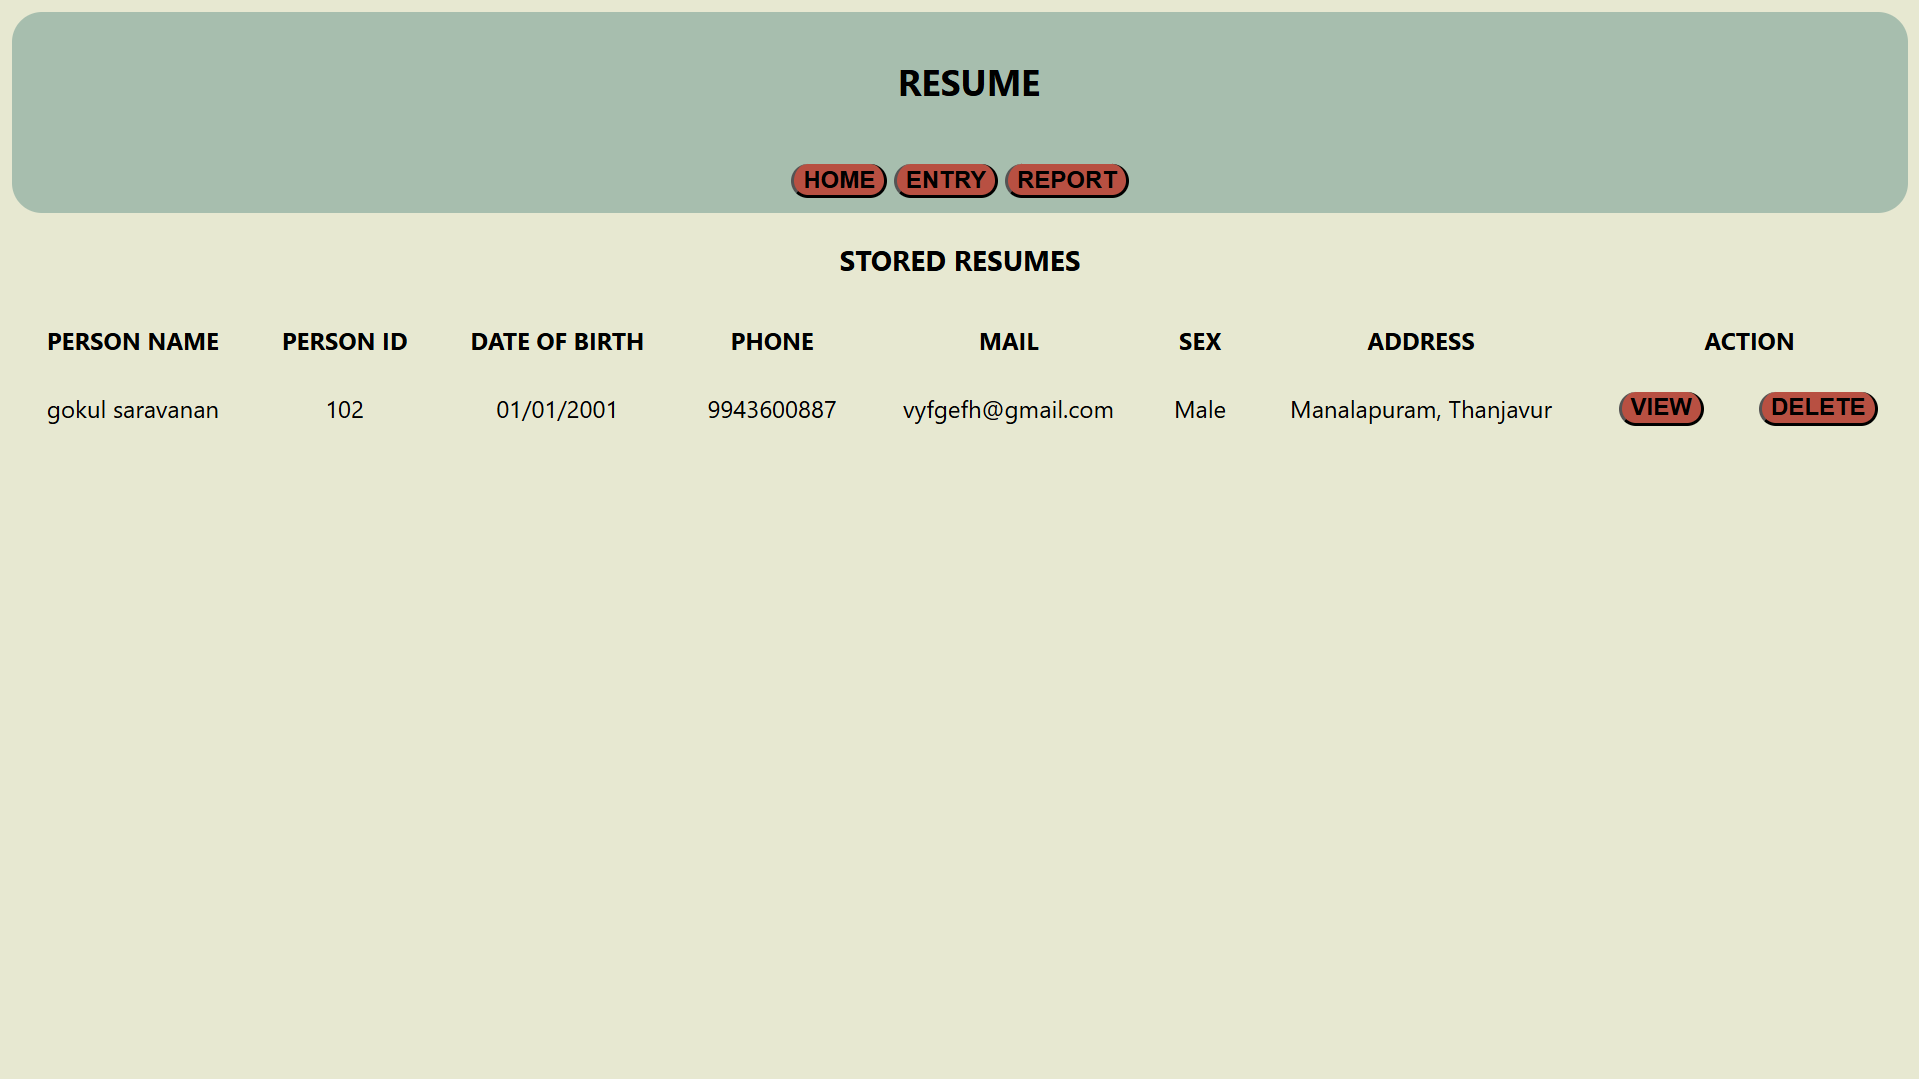 RESUME
HOME ENTRY REPORT
STORED RESUMES
PERSON NAME PERSON ID DATE OF BIRTH PHONE MAIL SEX ADDRESS ACTION
gokul saravanan 102 01/01/2001 9943600887 vyfgefh@gmail.com Male Manalapuram, Thanjavur VIEW DELETE